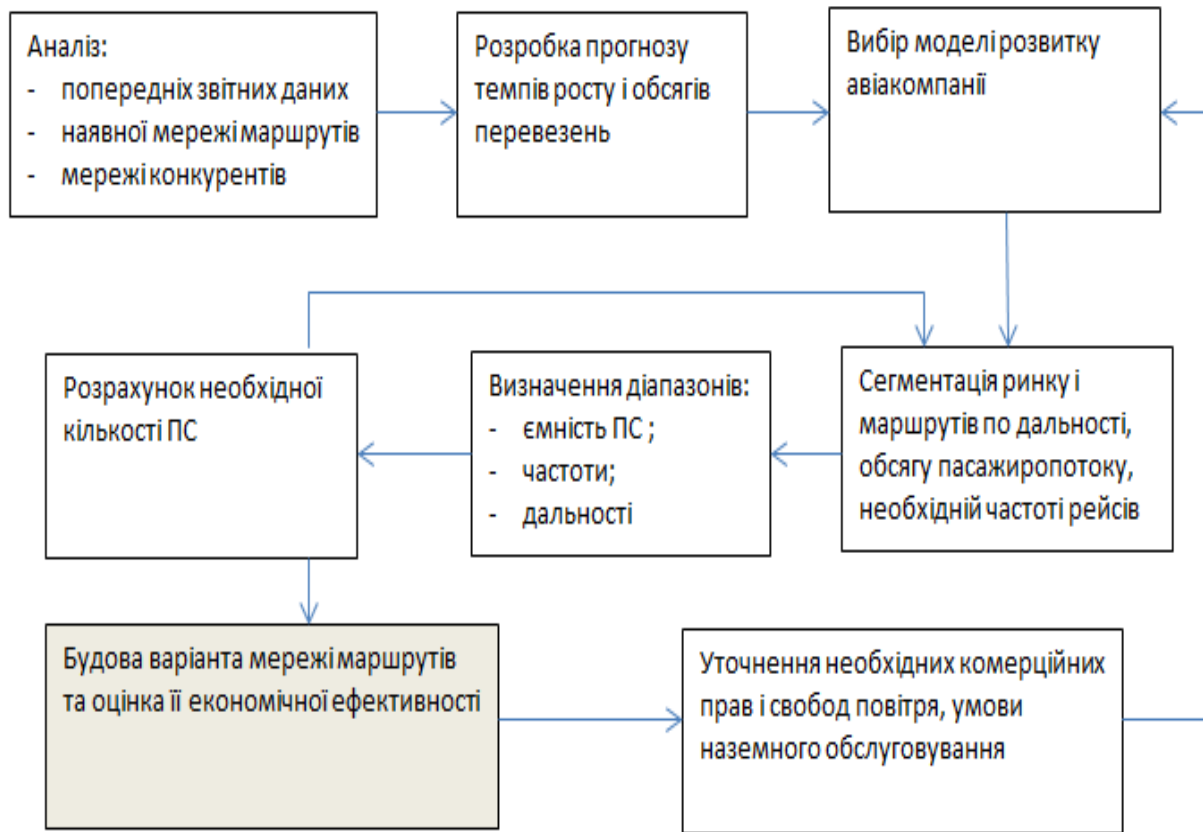 Аналіз:
- попередніх звітних даних
- наявної мережі маршрутів
- мережі конкурентів
Розробка прогнозу
темпів росту і обсягів
перевезень
Вибір моделі розвитку
авіакомпанії
Розрахунок необхідної
кількості ПС
Визначення діапазонів:
- ємність ПС ;
- частоти;
- дальності
Сегментація ринку і
маршрутів по дальності,
обсягу пасажиропотоку,
необхідній частоті рейсів
Будова варіанта мережі маршрутів
та оцінка її економічної ефективності
Уточнення необхідних комерційних
прав і свобод повітря, умови
наземного обслуговування